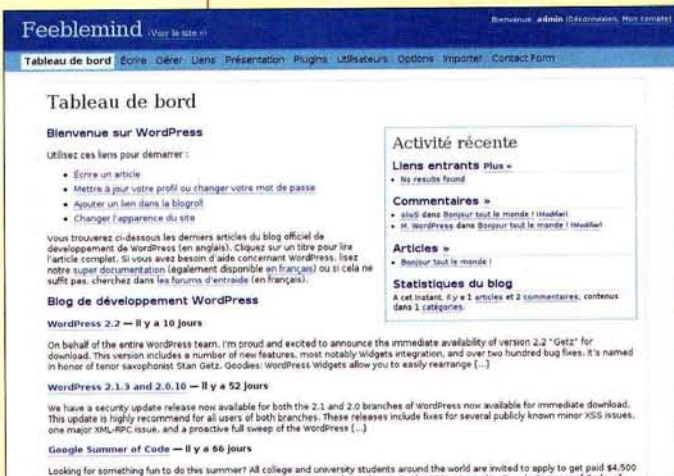 Feeblemind (Voir le site »)
Bienvenue, admin (Déconnexion, Mon compte)
Tableau de bord Écrire Gérer Liens Présentation Plugins Utilisateurs Options Importer Contact Form
Tableau de bord
Bienvenue sur WordPress
Utilisez ces liens pour démarrer :
• Écrire un article
• Mettre à jour votre profil ou changer votre mot de passe
• Ajouter un lien dans la blogroll
• Changer l'apparence du site
Vous trouverez ci-dessous les derniers articles du blog officiel de
développement de WordPress (en anglais). Cliquez sur un titre pour lire
l'article complet. Si vous avez besoin d'aide concernant WordPress, lisez
notre super documentation (également disponible en français) ou si cela ne
suffit pas, cherchez dans les forums d'entraide (en français).
Activité récente
Liens entrants Plus »
• No results found
Commentaires »
• dans Bonjour tout le monde ! (Modifier)
• M. WordPress dans Bonjour tout le monde ! (Modifier)
Articles »
• Bonjour tout le monde !
Statistiques du blog
A cet instant, il y a 1 articles et 2 commentaires, contenus
dans 1 catégories.
Blog de développement WordPress
WordPress 2.2 — Il y a 10 jours
On behalf of the entire WordPress team, I'm proud and excited to announce the immediate availability of version 2.2 "Getz" for
download. This version includes a number of new features, most notably Widgets integration, and over two hundred bug fixes. It's named
in honor of tenor saxophonist Stan Getz. Goodies: WordPress Widgets allow you to easily rearrange [...]
WordPress 2.1.3 and 2.0.10 — Il y a 52 jours
We have a security update release now available for both the 2.1 and 2.0 branches of WordPress now available for immediate download.
This update is highly recommend for all users of both branches. These releases include fixes for several publicly known minor XSS issues,
one major XML-RPC issue, and a proactive full sweep of the WordPress [...]
Google Summer of Code — Il y a 66 jours
Looking for something fun to do this summer? All college and university students around the world are invited to apply to get paid $4,500